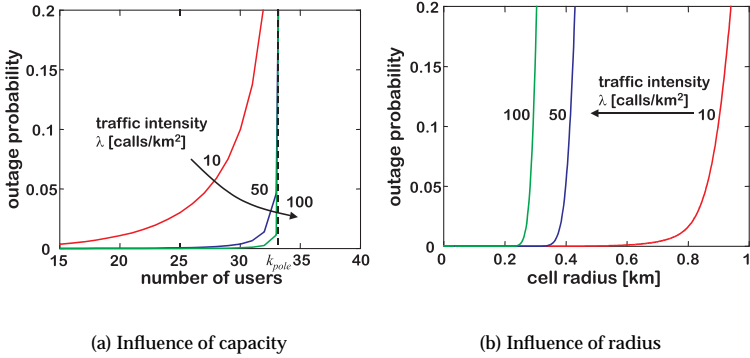 0.2
0.15
0.1
0.05
0
outage probability
traffic intensity
λ [calls/km²]
10
50
100
15 20 25 30 35 40
k_pole
number of users
(a) Influence of capacity
0.2
0.15
0.1
0.05
0
outage probability
traffic intensity
λ [calls/km²]
100 50 10
0 0.2 0.4 0.6 0.8 1
cell radius [km]
(b) Influence of radius